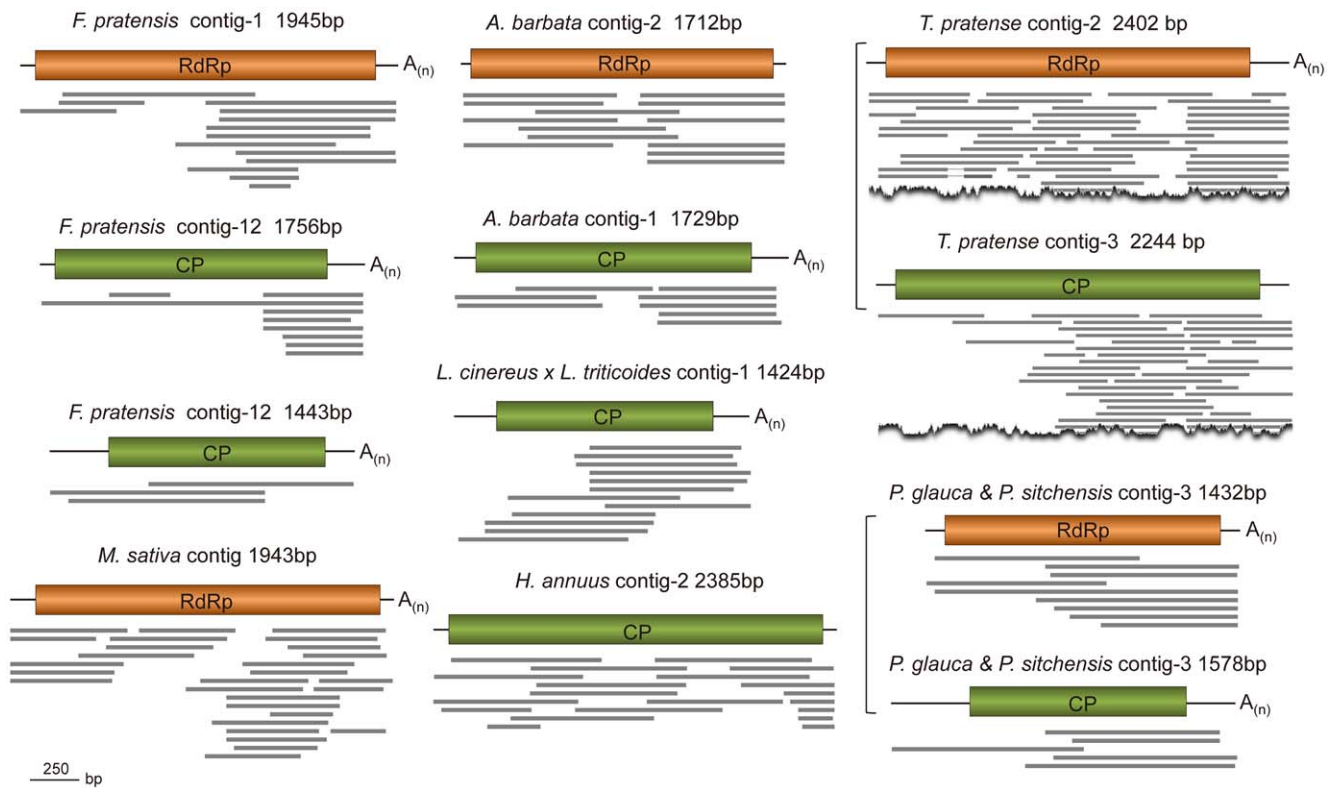 F. pratensis contig-1 1945bp
RdRp
A(n)
F. pratensis contig-12 1756bp
CP
A(n)
F. pratensis contig-12 1443bp
CP
A(n)
M. sativa contig 1943bp
RdRp
A(n)
250
bp
A. barbata contig-2 1712bp
RdRp
A. barbata contig-1 1729bp
CP
A(n)
L. cinereus x L. triticoides contig-1 1424bp
CP
A(n)
H. annuus contig-2 2385bp
CP
T. pratense contig-2 2402 bp
RdRp
A(n)
T. pratense contig-3 2244 bp
CP
P. glauca & P. sitchensis contig-3 1432bp
RdRp
A(n)
P. glauca & P. sitchensis contig-3 1578bp
CP
A(n)